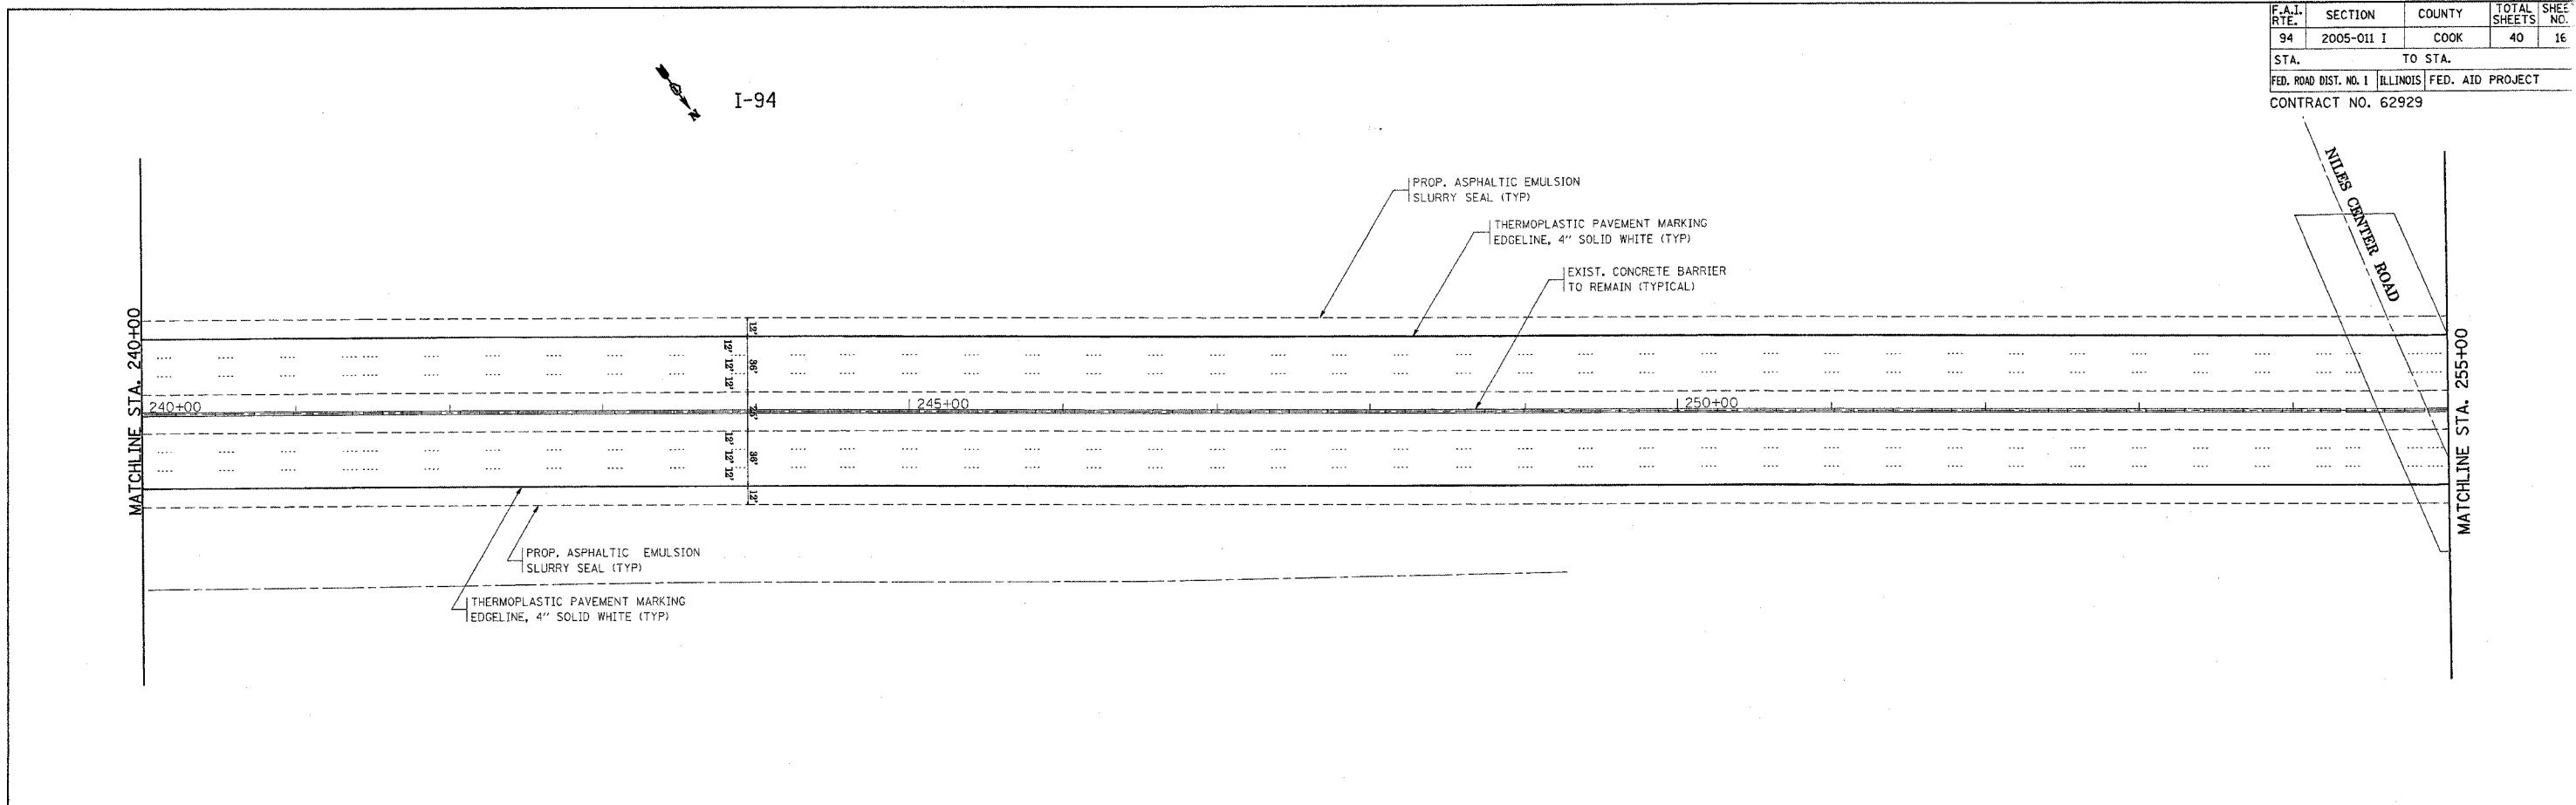 F.A.I. RTE. SECTION COUNTY TOTAL SHEETS SHEE NO.
94 2005-011 I COOK 40 16
STA. TO STA.
FED. ROAD DIST. NO. 1 ILLINOIS FED. AID PROJECT
CONTRACT NO. 62929
N
I-94
NILES CENTER ROAD
PROP. ASPHALTIC EMULSION
SLURRY SEAL (TYP)
THERMOPLASTIC PAVEMENT MARKING
EDGELINE, 4" SOLID WHITE (TYP)
EXIST. CONCRETE BARRIER
TO REMAIN (TYPICAL)
MATCHLINE STA. 240+00
MATCHLINE STA. 255+00
12'
12' 12' 12'
36'
240+00
245+00
250+00
12' 12' 12'
36'
12'
PROP. ASPHALTIC EMULSION
SLURRY SEAL (TYP)
THERMOPLASTIC PAVEMENT MARKING
EDGELINE, 4" SOLID WHITE (TYP)